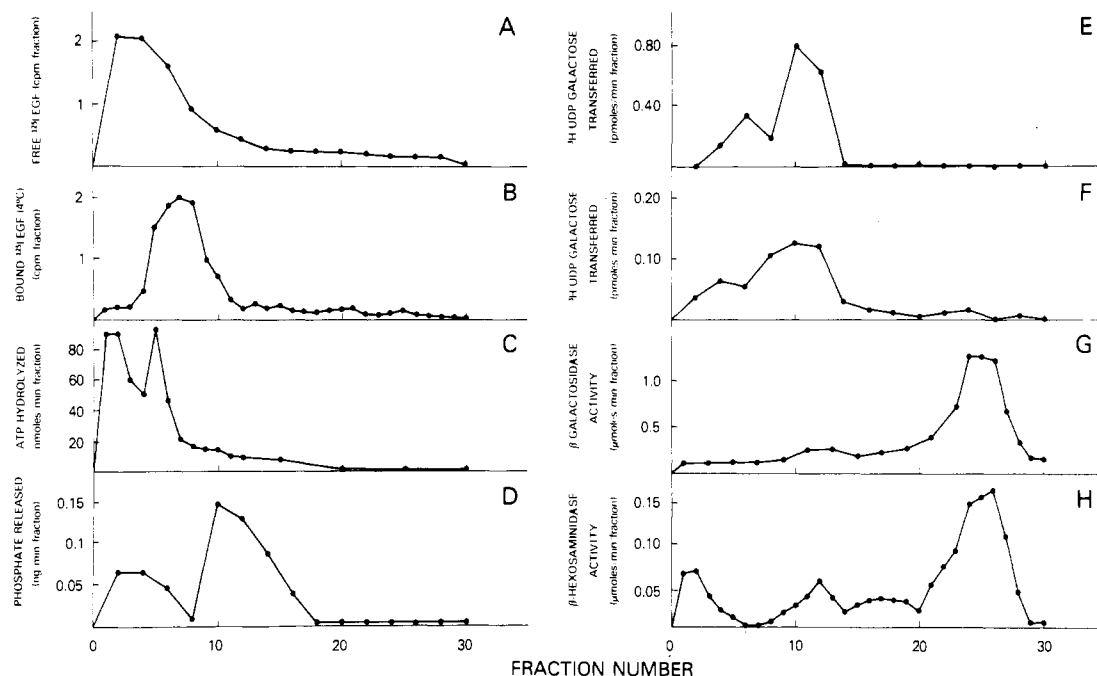 A
FREE ¹²⁵I EGF (cpm fraction)
2
1
B
BOUND ¹²⁵I EGF (4°C)
(cpm fraction)
2
1
C
ATP HYDROLYZED
nmoles min fraction)
80
60
40
20
D
PHOSPHATE RELEASED
(ng min fraction)
0.15
0.1
0.05
0 10 20 30
E
³H UDP GALACTOSE
TRANSFERRED
(pmoles/min fraction)
0.80
0.40
F
³H UDP GALACTOSE
TRANSFERRED
(pmoles min fraction)
0.20
0.10
G
β GALACTOSIDASE
ACTIVITY
(μmoles min fraction)
1.0
0.5
H
β-HEXOSAMINIDASE
ACTIVITY
(μmoles min fraction)
0.15
0.10
0.05
0 10 20 30
FRACTION NUMBER